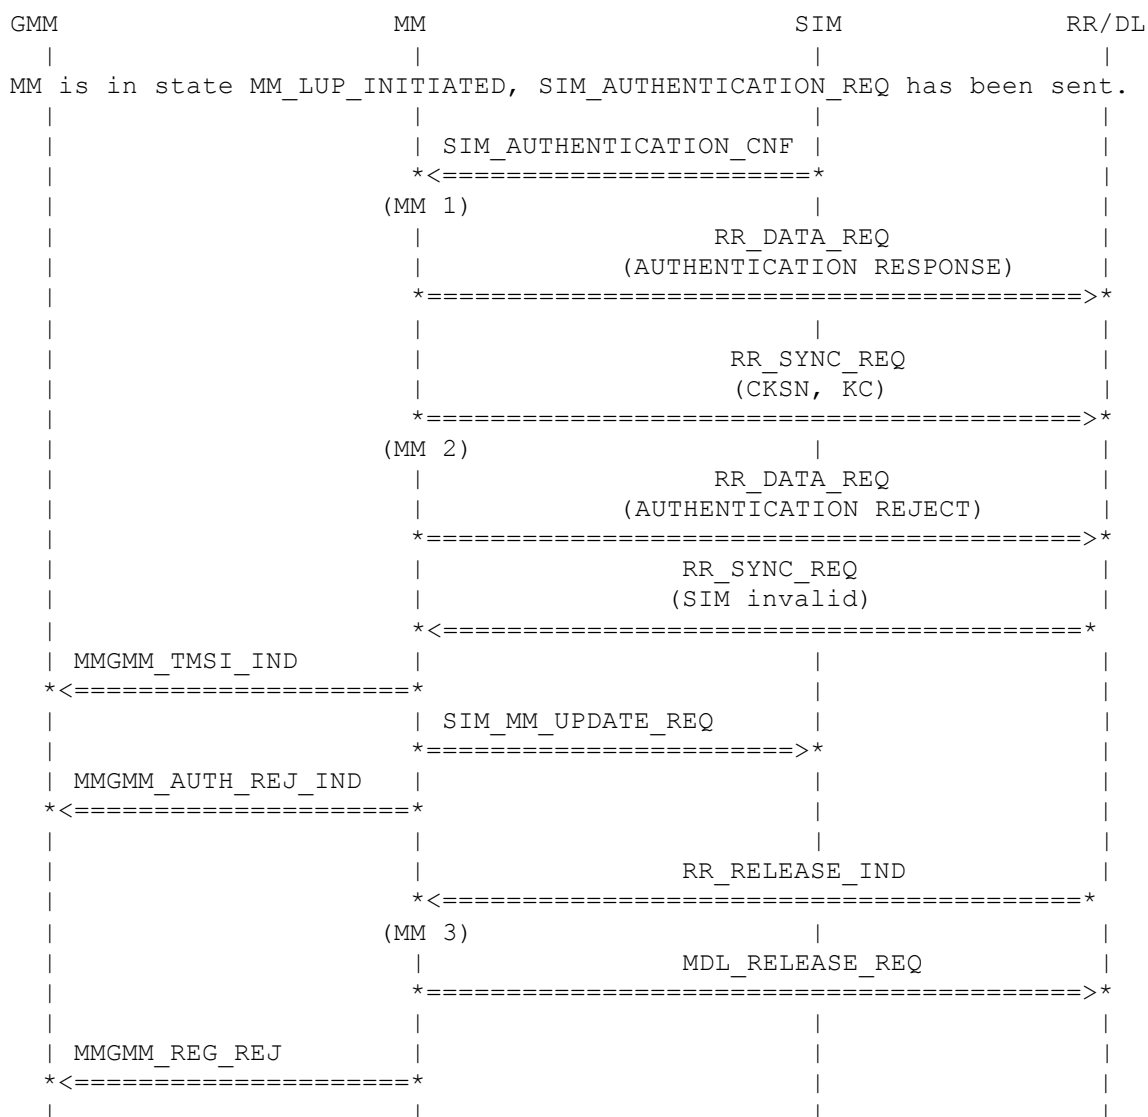 GMM MM SIM RR/DL
MM is in state MM_LUP_INITIATED, SIM_AUTHENTICATION_REQ has been sent.
SIM_AUTHENTICATION_CNF
(MM 1)
RR_DATA_REQ
(AUTHENTICATION RESPONSE)
RR_SYNC_REQ
(CKSN, KC)
(MM 2)
RR_DATA_REQ
(AUTHENTICATION REJECT)
RR_SYNC_REQ
(SIM invalid)
MMGMM_TMSI_IND
SIM_MM_UPDATE_REQ
MMGMM_AUTH_REJ_IND
RR_RELEASE_IND
(MM 3)
MDL_RELEASE_REQ
MMGMM_REG_REJ